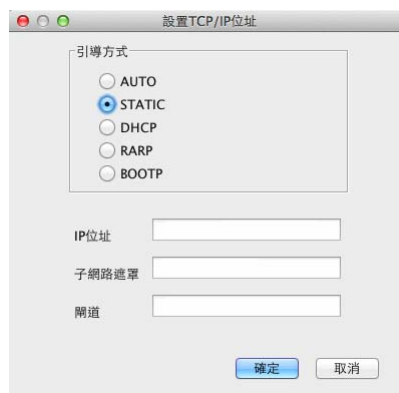 設置TCP/IP位址
引導方式
AUTO
STATIC
DHCP
RARP
BOOTP
IP位址
子網路遮罩
閘道
確定
取消